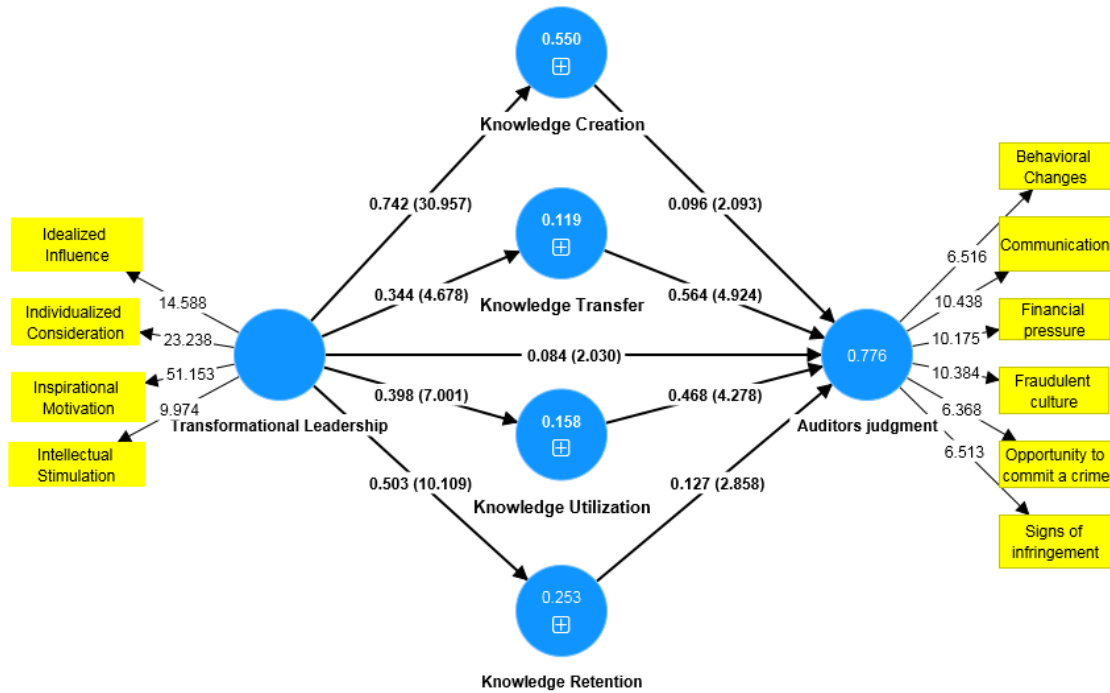 0.550
Knowledge Creation
0.742 (30.957)
0.096 (2.093)
Behavioral
Changes
Idealized
Influence
0.119
Communication
6.516
14.588
0.344 (4.678)
Knowledge Transfer
0.564 (4.924)
10.438
Individualized
Consideration
23.238
Financial
pressure
10.175
0.084 (2.030)
0.776
Inspirational
Motivation
51.153
10.384
Fraudulent
culture
0.398 (7.001)
0.468 (4.278)
9.974
6.368
Transformational Leadership
0.158
Auditors judgment
6.513
Intellectual
Stimulation
Opportunity to
commit a crime
0.503 (10.109)
0.127 (2.858)
Knowledge Utilization
Signs of
infringement
0.253
Knowledge Retention